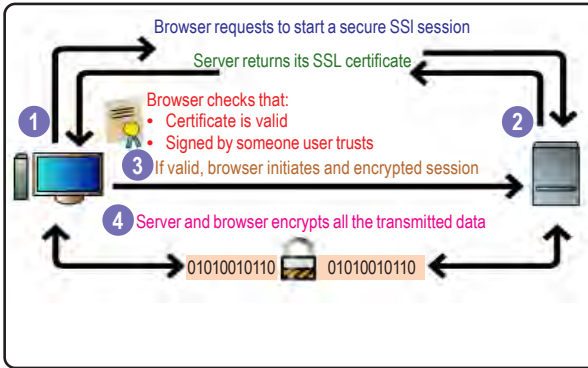 Browser requests to start a secure SSl session
Server returns its SSL certificate
1
2
Browser checks that:
• Certificate is valid
• Signed by someone user trusts
3 If valid, browser initiates and encrypted session
4 Server and browser encrypts all the transmitted data
01010010110 01010010110